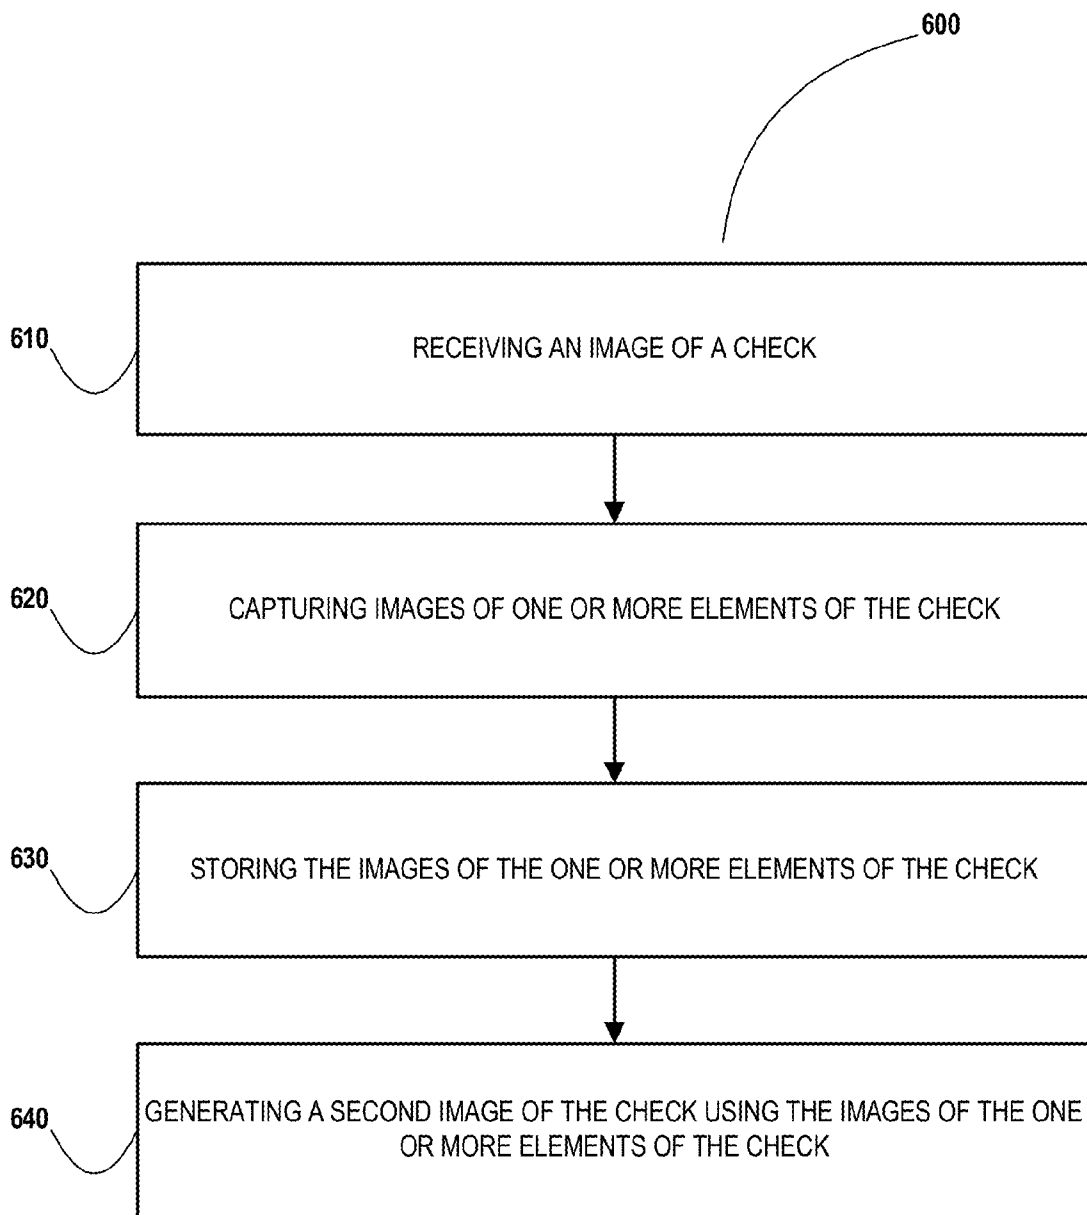 600
610
RECEIVING AN IMAGE OF A CHECK
620
CAPTURING IMAGES OF ONE OR MORE ELEMENTS OF THE CHECK
630
STORING THE IMAGES OF THE ONE OR MORE ELEMENTS OF THE CHECK
640
GENERATING A SECOND IMAGE OF THE CHECK USING THE IMAGES OF THE ONE
OR MORE ELEMENTS OF THE CHECK